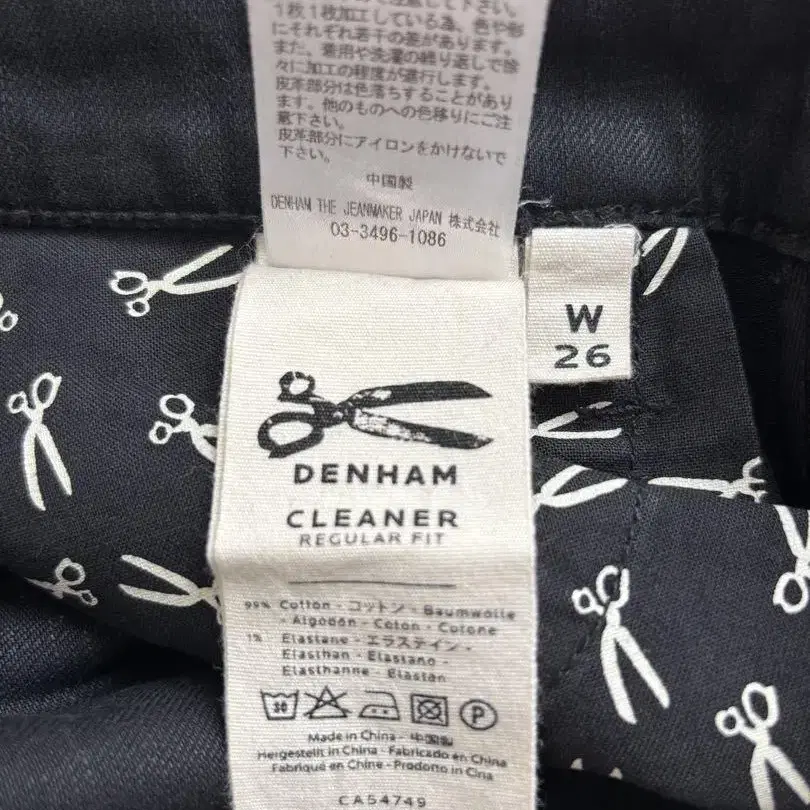 1枚1枚加工している為、色や形
にそれぞれ若干の差があります。
また、着用や洗濯の繰り返しで除
々に加工の程度が進行します。
皮革部分は色落ちすることがあり
ます。他のものへの色移りにご注
意下さい。
皮革部分にアイロンをかけないで
下さい。
中国製
DENHAM THE JEANMAKER JAPAN 株式会社
03-3496-1086
W
26
DENHAM
CLEANER
REGULAR FIT
99% Cotton - コットン - Baumwolle
- Algodón - Coton - Cotone
1% Elastane - エラステイン -
Elasthan - Elastano -
Elasthanne - Elastan
30
P
Made in China - 中国製
Hergestellt in China - Fabricado en China
Fabriqué en Chine - Prodotto in Cina
CA54749